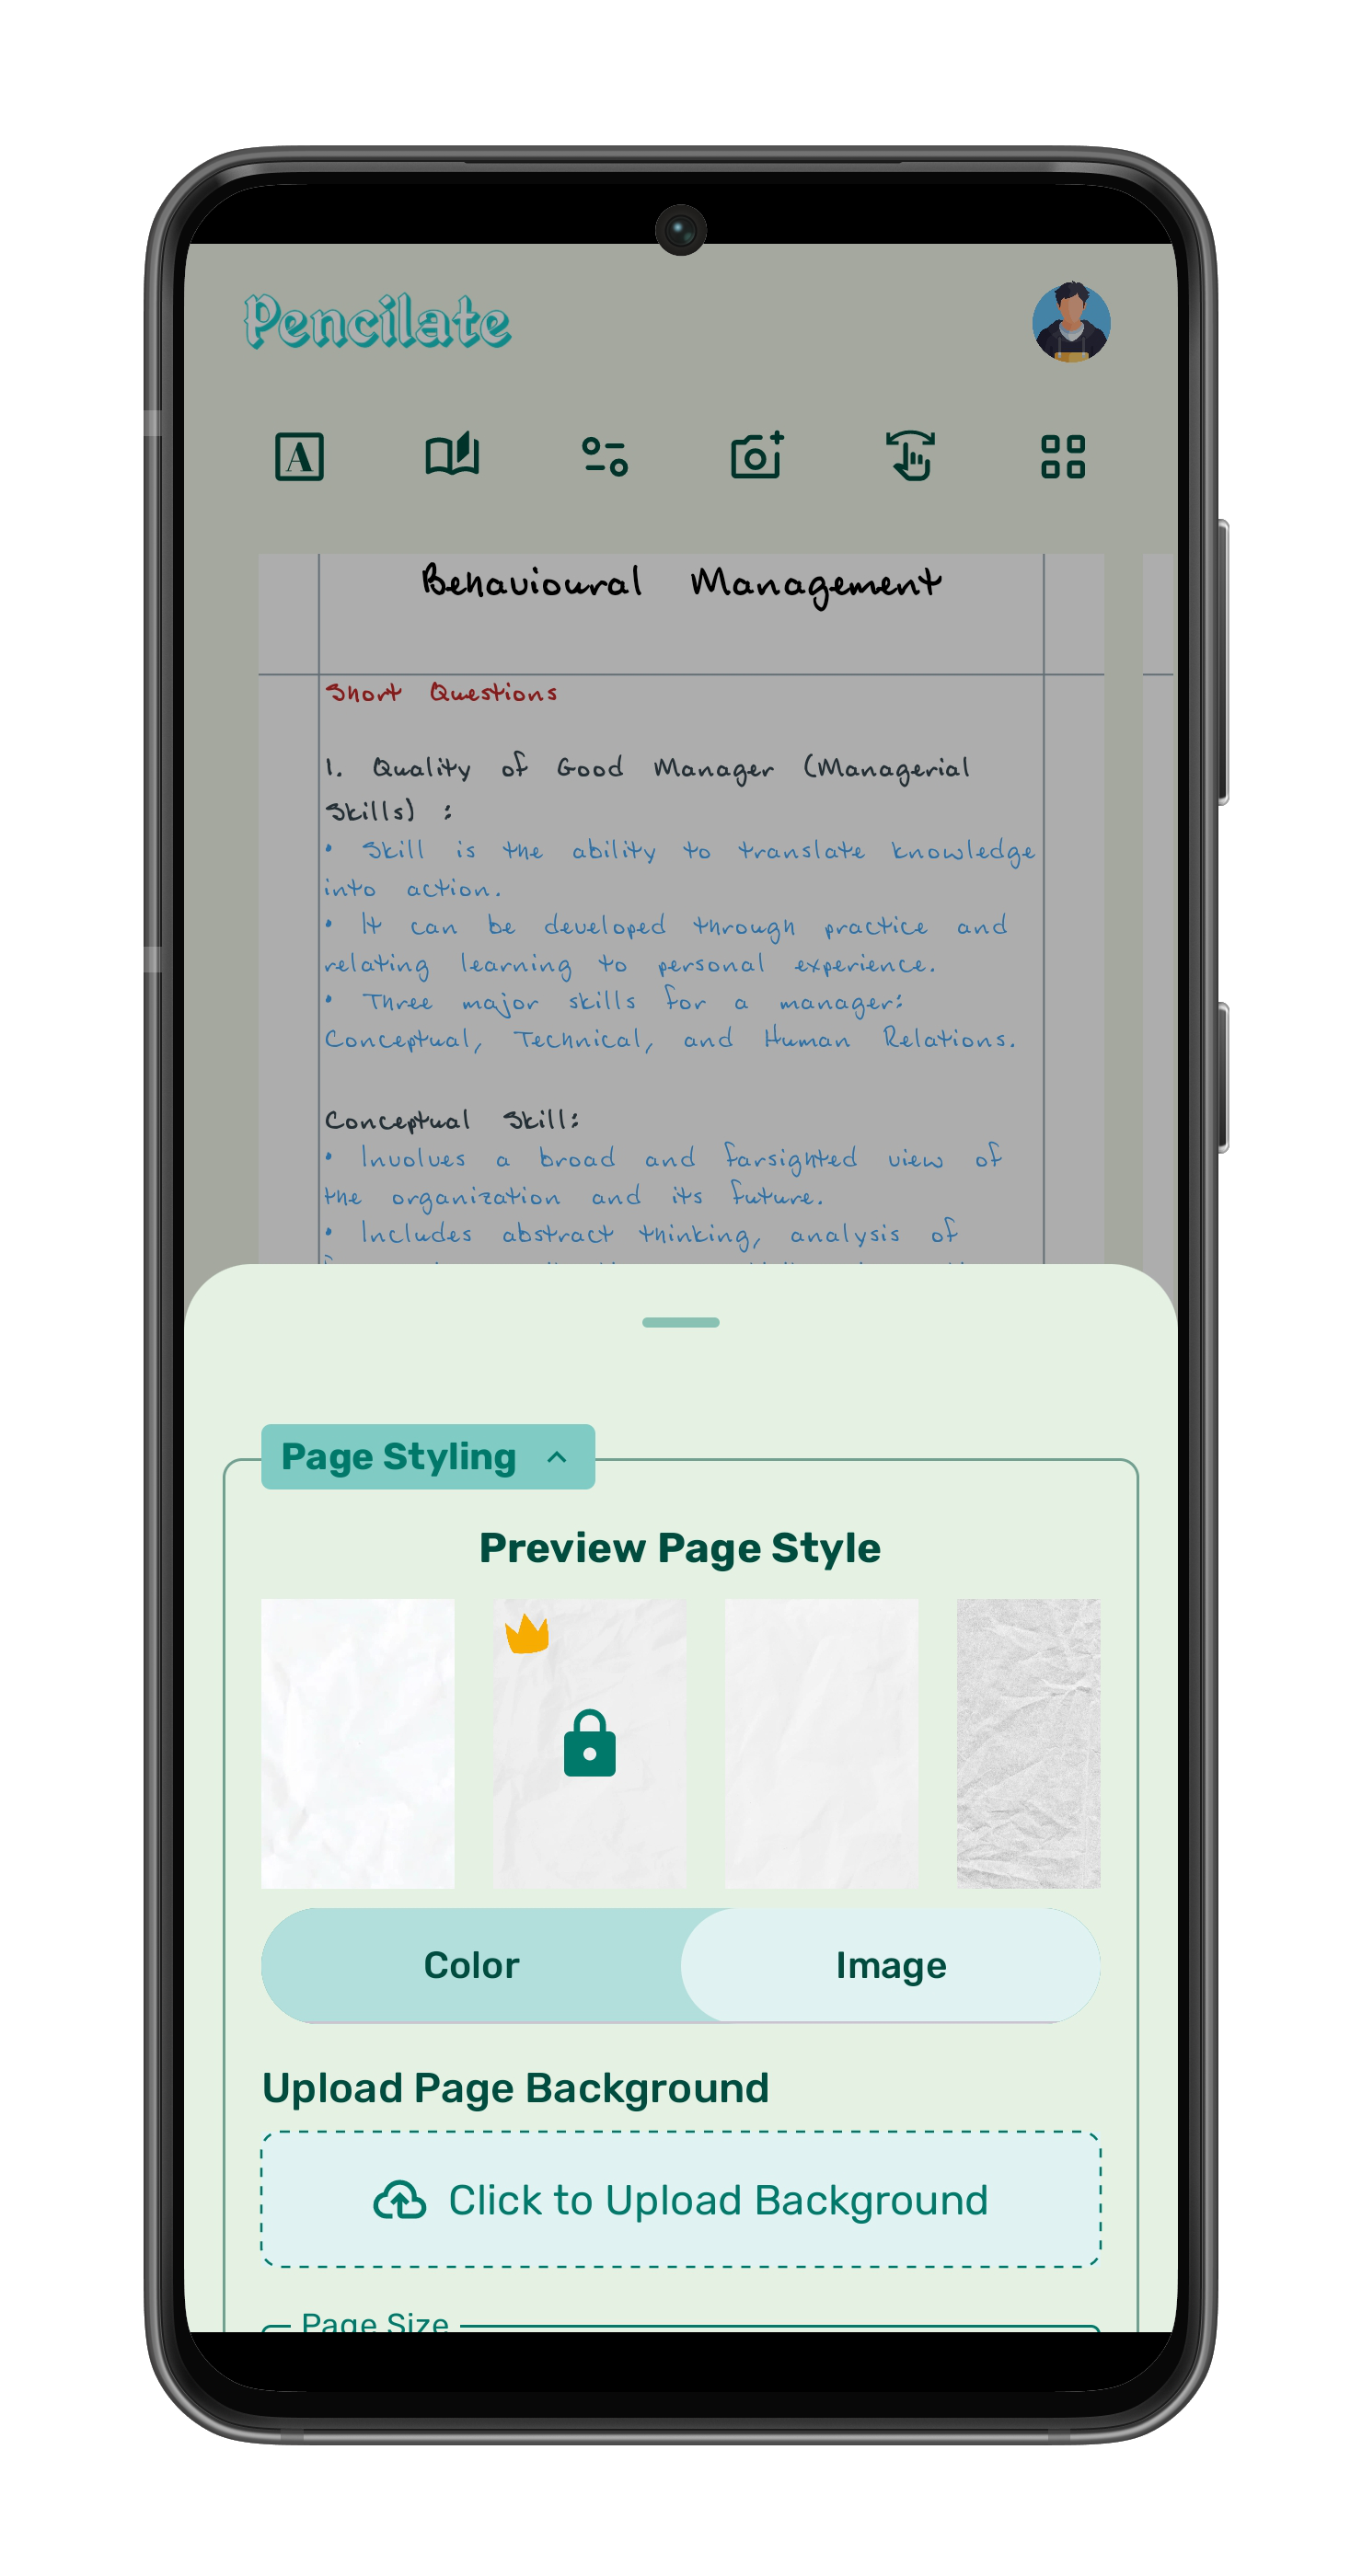 Pencilate
A
Behavioural Management
Short Questions
1. Quality of Good Manager (Managerial
Skills) :
• Skill is the ability to translate knowledge
into action.
• It can be developed through practice and
relating learning to personal experience.
• Three major skills for a manager:
Conceptual, Technical, and Human Relations.
Conceptual Skill:
• Involves a broad and farsighted view of
the organization and its future.
• Includes abstract thinking, analysis of
Page Styling
Preview Page Style
Color Image
Upload Page Background
Click to Upload Background
Page Size